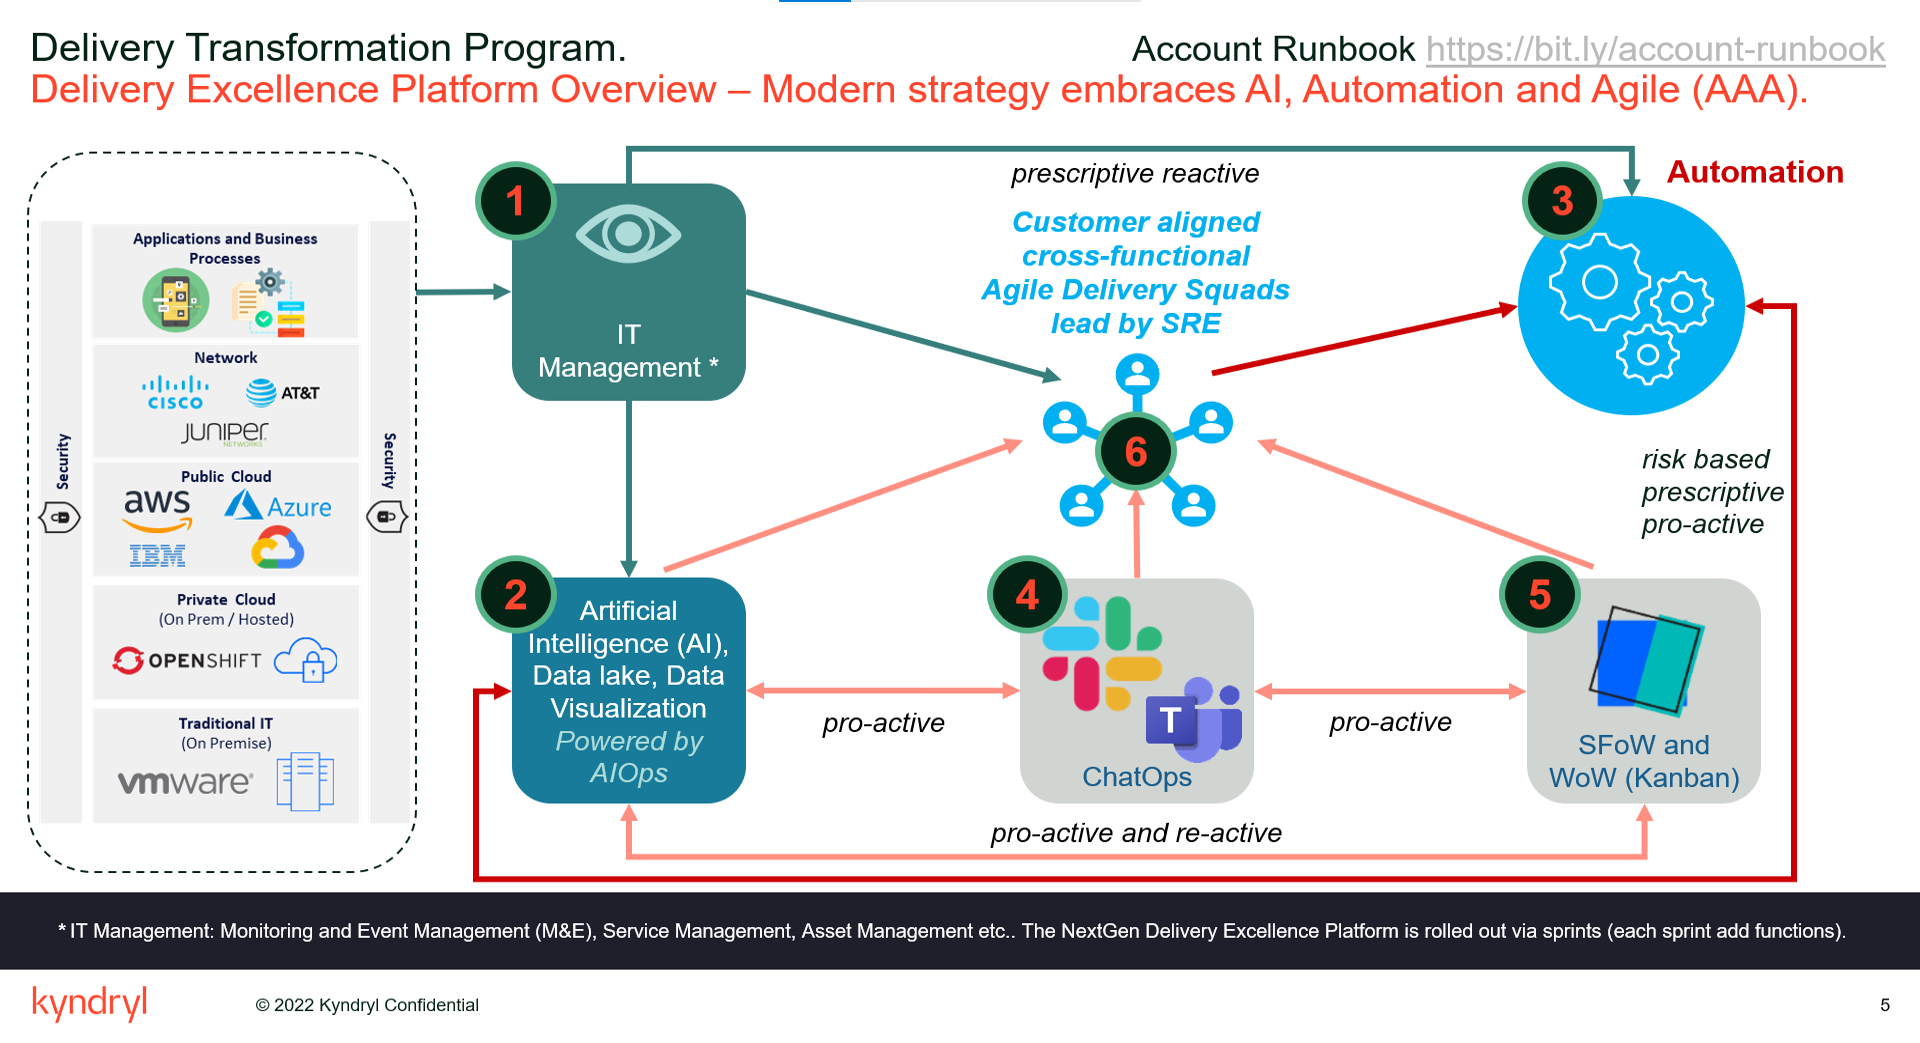 Delivery Transformation Program.
Account Runbook https://bit.ly/account-runbook
Delivery Excellence Platform Overview – Modern strategy embraces AI, Automation and Agile (AAA).
Security
Applications and Business
Processes
Network
CISCO
AT&T
JUNIPER
NETWORKS
Public Cloud
aws
Azure
IBM
Private Cloud
(On Prem / Hosted)
OPENSHIFT
Traditional IT
(On Premise)
vmware®
Security
1
IT
Management *
prescriptive reactive
Customer aligned
cross-functional
Agile Delivery Squads
lead by SRE
6
3
Automation
risk based
prescriptive
pro-active
2
Artificial
Intelligence (AI),
Data lake, Data
Visualization
Powered by
AIOps
pro-active
4
T
ChatOps
pro-active
5
SFoW and
WoW (Kanban)
pro-active and re-active
* IT Management: Monitoring and Event Management (M&E), Service Management, Asset Management etc.. The NextGen Delivery Excellence Platform is rolled out via sprints (each sprint add functions).
kyndryl
© 2022 Kyndryl Confidential
5